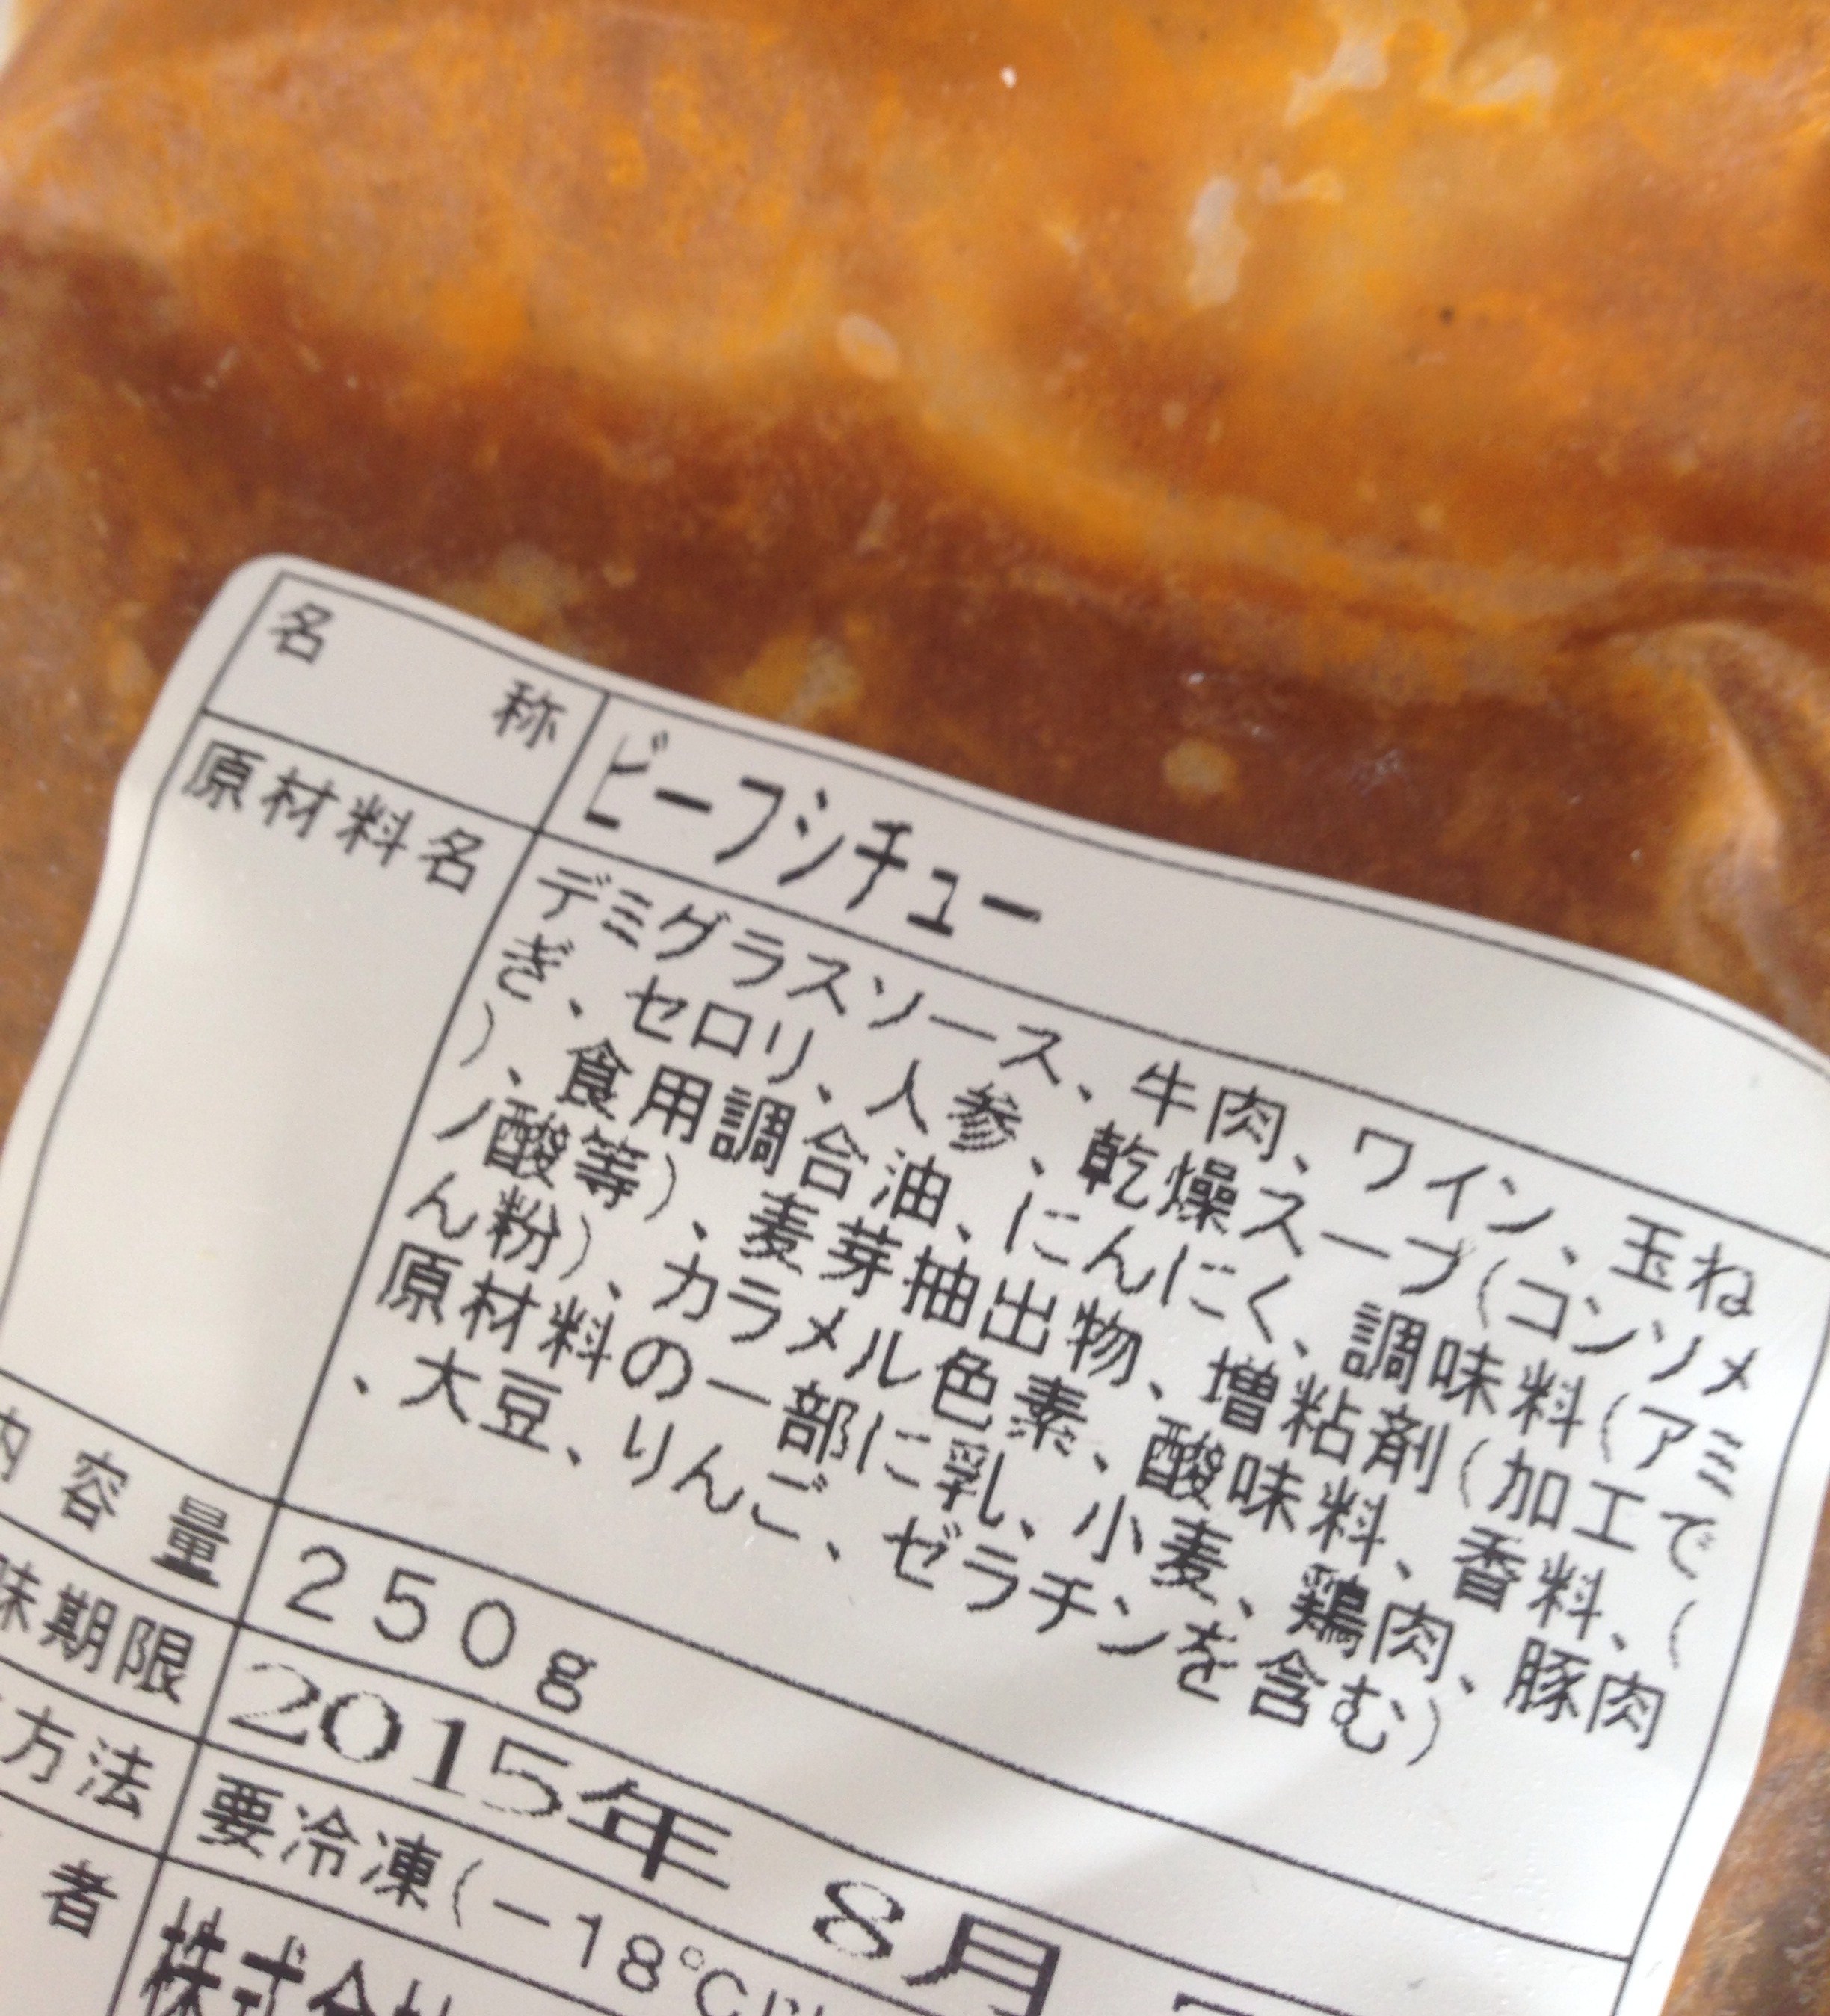 名称 ビーフシチュー
原材料名 デミグラスソース、牛肉、ワイン、玉ね
ぎ、セロリ、人参、乾燥スープ(コンソメ
)、食用調合油、にんにく、調味料(アミ
ノ酸等)、麦芽抽出物、増粘剤(加工で
ん粉)、カラメル色素、酸味料、香料、(
原材料の一部に乳、小麦、鶏肉、豚肉
、大豆、りんご、ゼラチンを含む)
内容量 250g
味期限 2015年 8月
方法 要冷凍(-18℃以
者 株式会社